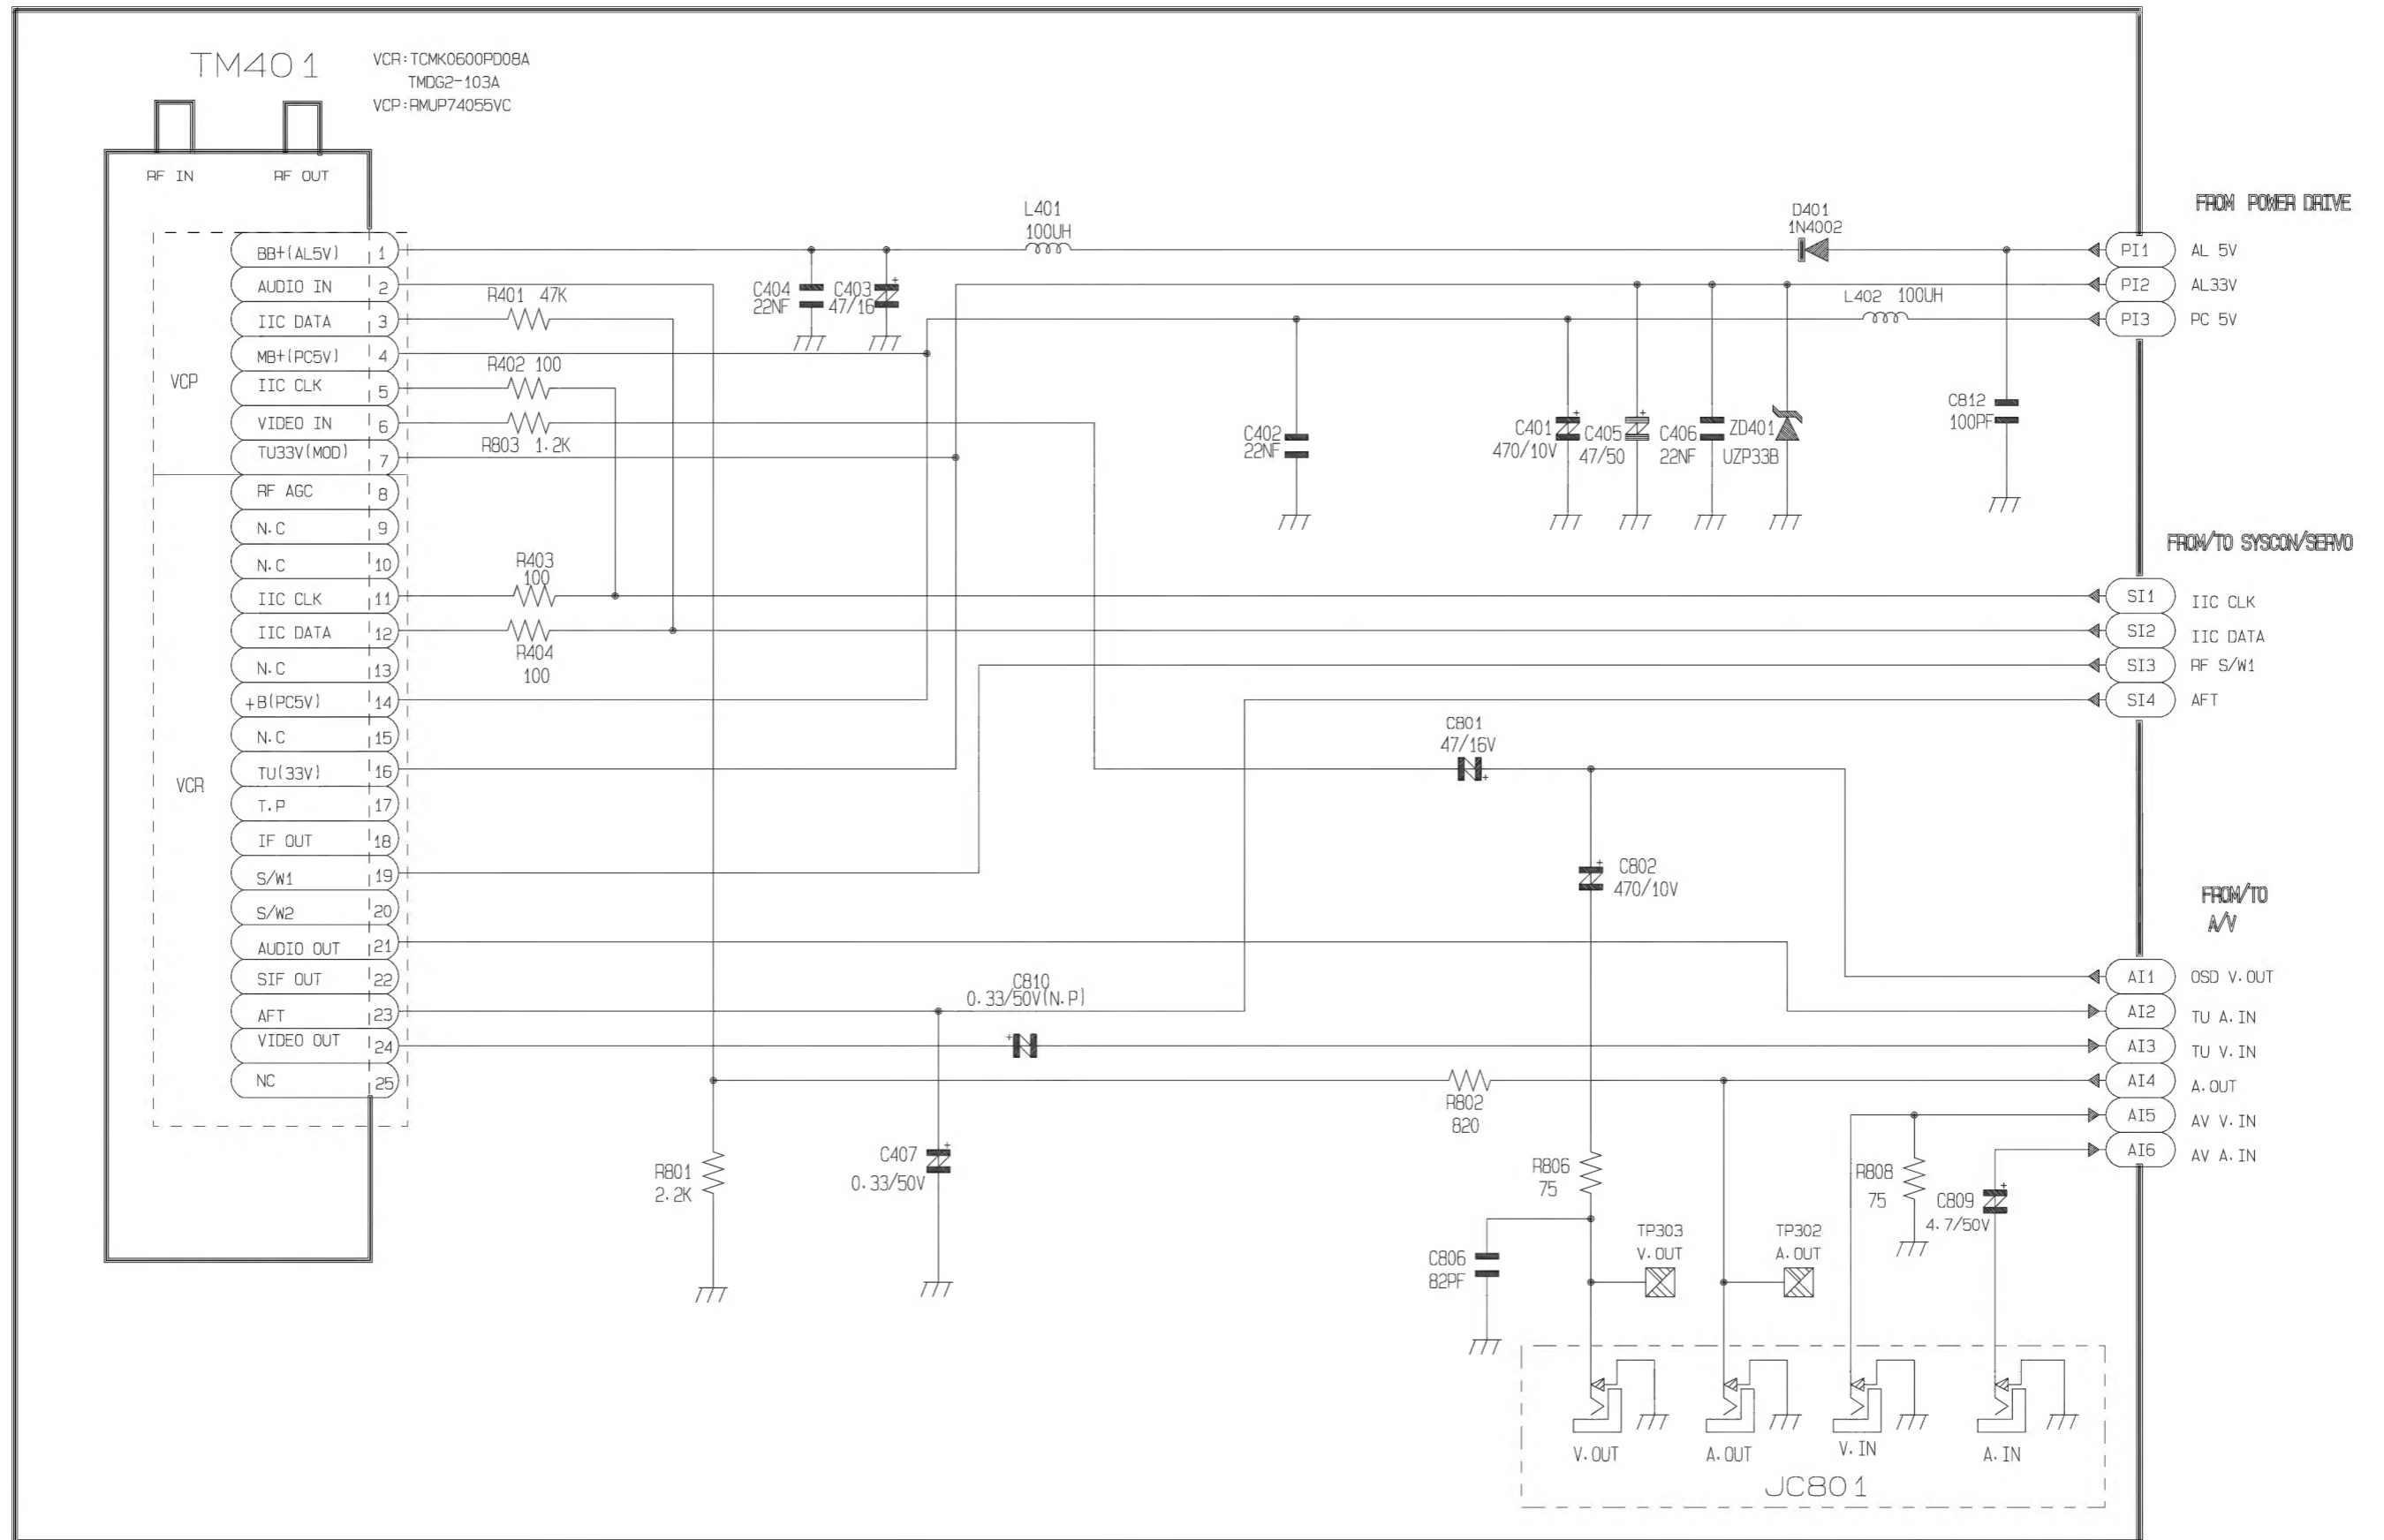 TM401
VCR:TCMK0600PD08A
TMDG2-103A
VCP:RMUP74055VC
RF IN
RF OUT
VCP
VCR
BB+(AL5V) 1
AUDIO IN 2
IIC DATA 3
MB+(PC5V) 4
IIC CLK 5
VIDEO IN 6
TU33V(MOD) 7
RF AGC 8
N.C 9
N.C 10
IIC CLK 11
IIC DATA 12
N.C 13
+B(PC5V) 14
N.C 15
TU(33V) 16
T.P 17
IF OUT 18
S/W1 19
S/W2 20
AUDIO OUT 21
SIF OUT 22
AFT 23
VIDEO OUT 24
NC 25
R401 47K
R402 100
R803 1.2K
R403
100
R404
100
C404
22NF
C403
47/16
+
L401
100UH
D401
1N4002
L402 100UH
C402
22NF
C401
470/10V
+
C405
47/50
+
C406
22NF
ZD401
UZP33B
C812
100PF
FROM POWER DRIVE
PI1 AL 5V
PI2 AL33V
PI3 PC 5V
FROM/TO SYSCON/SERVO
SI1 IIC CLK
SI2 IIC DATA
SI3 RF S/W1
SI4 AFT
C801
47/16V
+
C802
470/10V
+
C810
0.33/50V(N.P)
+
FROM/TO
A/V
AI1 OSD V.OUT
AI2 TU A.IN
AI3 TU V.IN
AI4 A.OUT
AI5 AV V.IN
AI6 AV A.IN
R802
820
R801
2.2K
C407
0.33/50V
+
R806
75
R808
75
C809
4.7/50V
+
C806
82PF
TP303
V.OUT
TP302
A.OUT
V.OUT
A.OUT
V.IN
A.IN
JC801